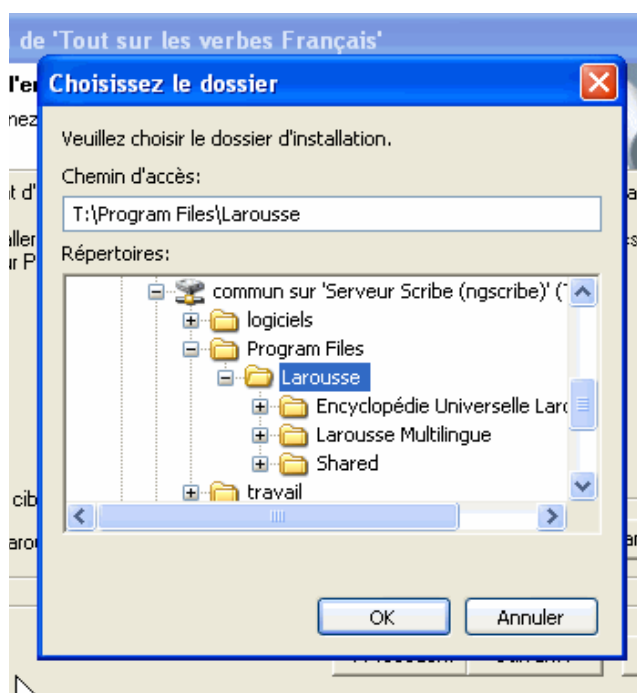 de 'Tout sur les verbes Français'
Choisissez le dossier
Veuillez choisir le dossier d'installation.
Chemin d'accès:
T:\Program Files\Larousse
Répertoires:
commun sur 'Serveur Scribe (ngscribe)' (
logiciels
Program Files
Larousse
Encyclopédie Universelle Lar
Larousse Multilingue
Shared
travail
OK
Annuler